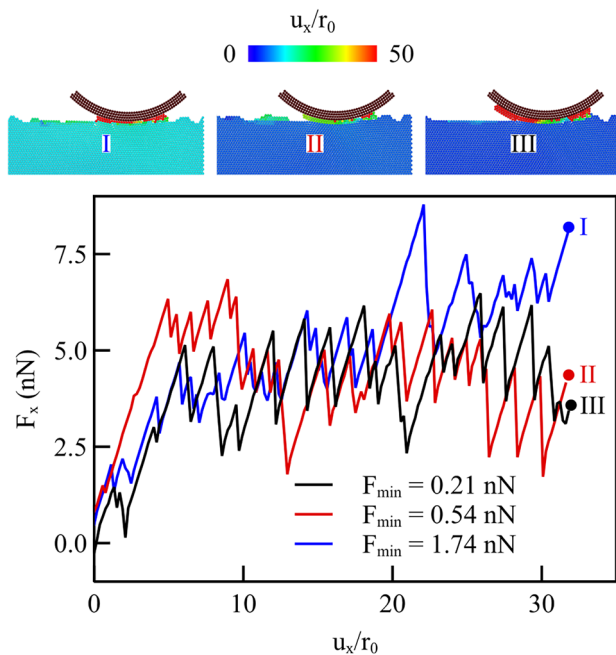 u_x/r_0
0 50
I II III
7.5
5.0
2.5
0.0
F_x (nN)
I
II
III
F_min = 0.21 nN
F_min = 0.54 nN
F_min = 1.74 nN
0 10 20 30
u_x/r_0